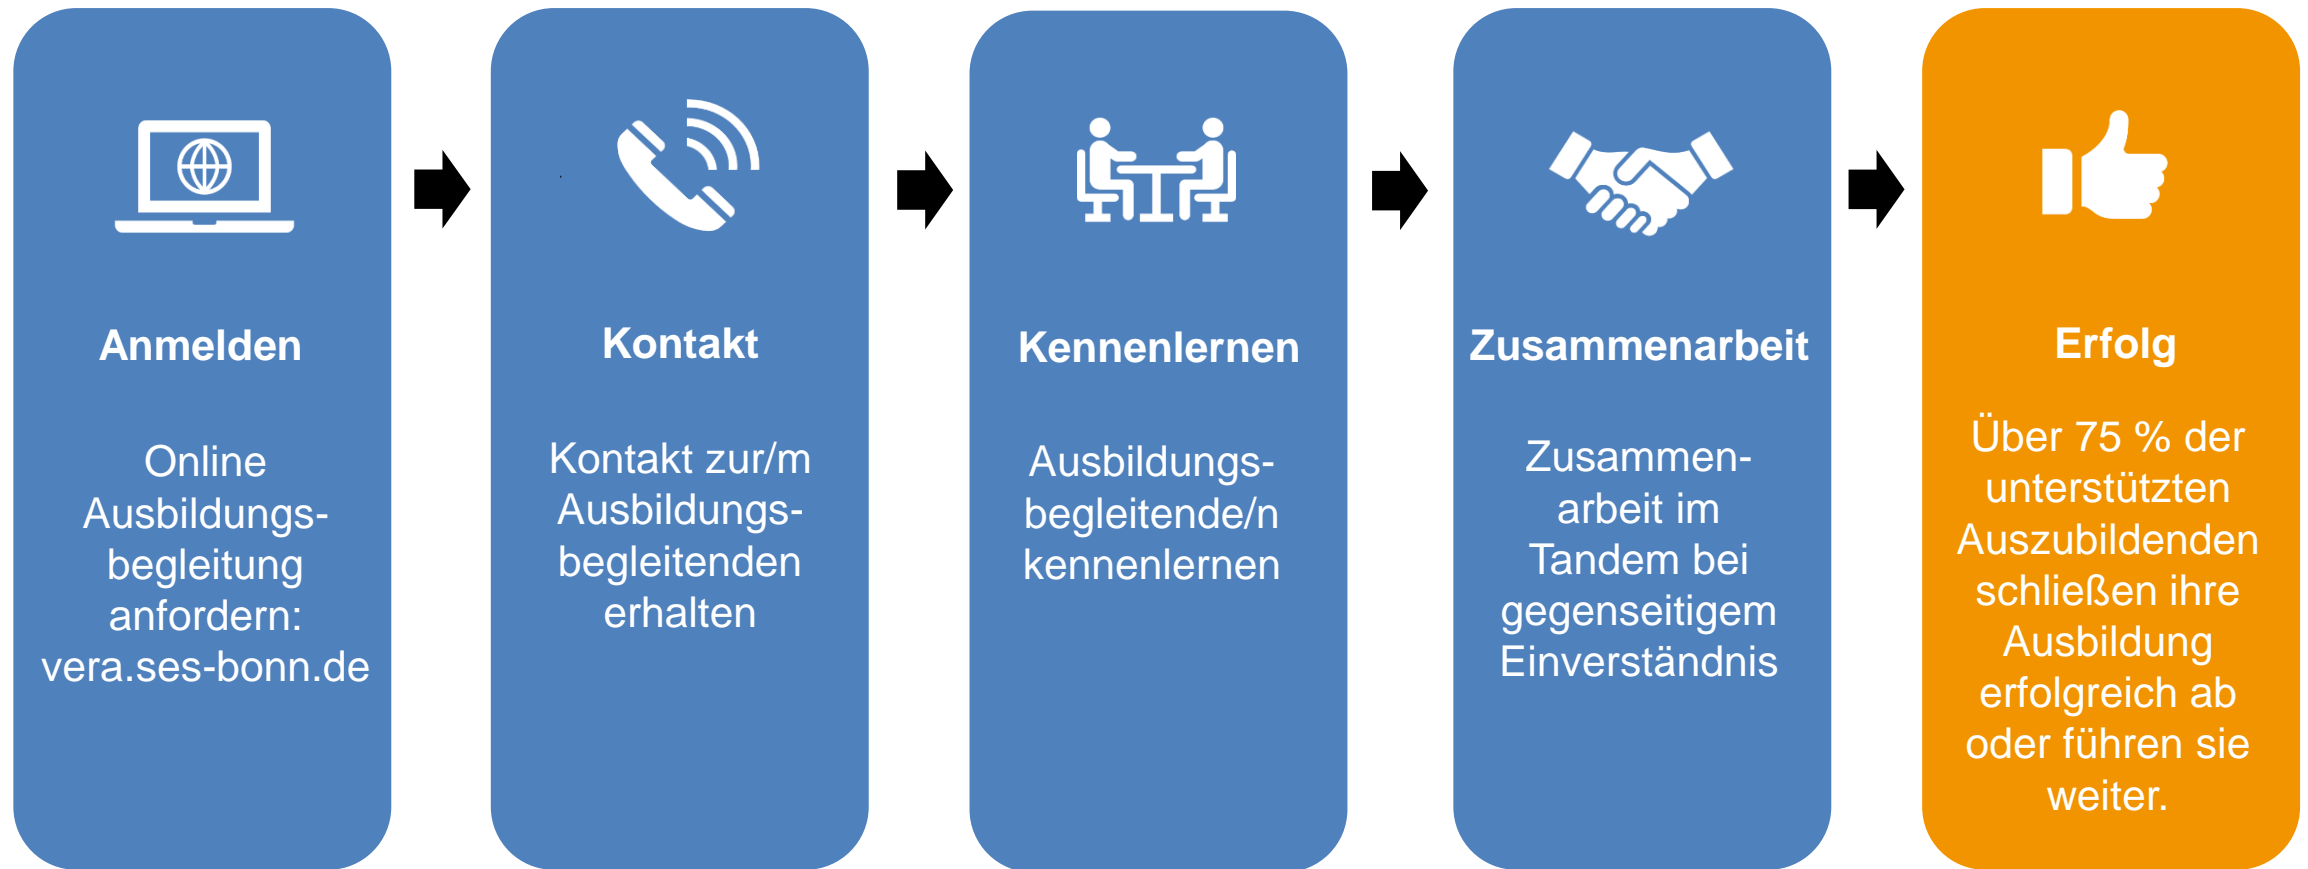 Anmelden
Online
Ausbildungs-
begleitung
anfordern:
vera.ses-bonn.de
Kontakt
Kontakt zur/m
Ausbildungs-
begleitenden
erhalten
Kennenlernen
Ausbildungs-
begleitende/n
kennenlernen
Zusammenarbeit
Zusammen-
arbeit im
Tandem bei
gegenseitigem
Einverständnis
Erfolg
Über 75 % der
unterstützten
Auszubildenden
schließen ihre
Ausbildung
erfolgreich ab
oder führen sie
weiter.